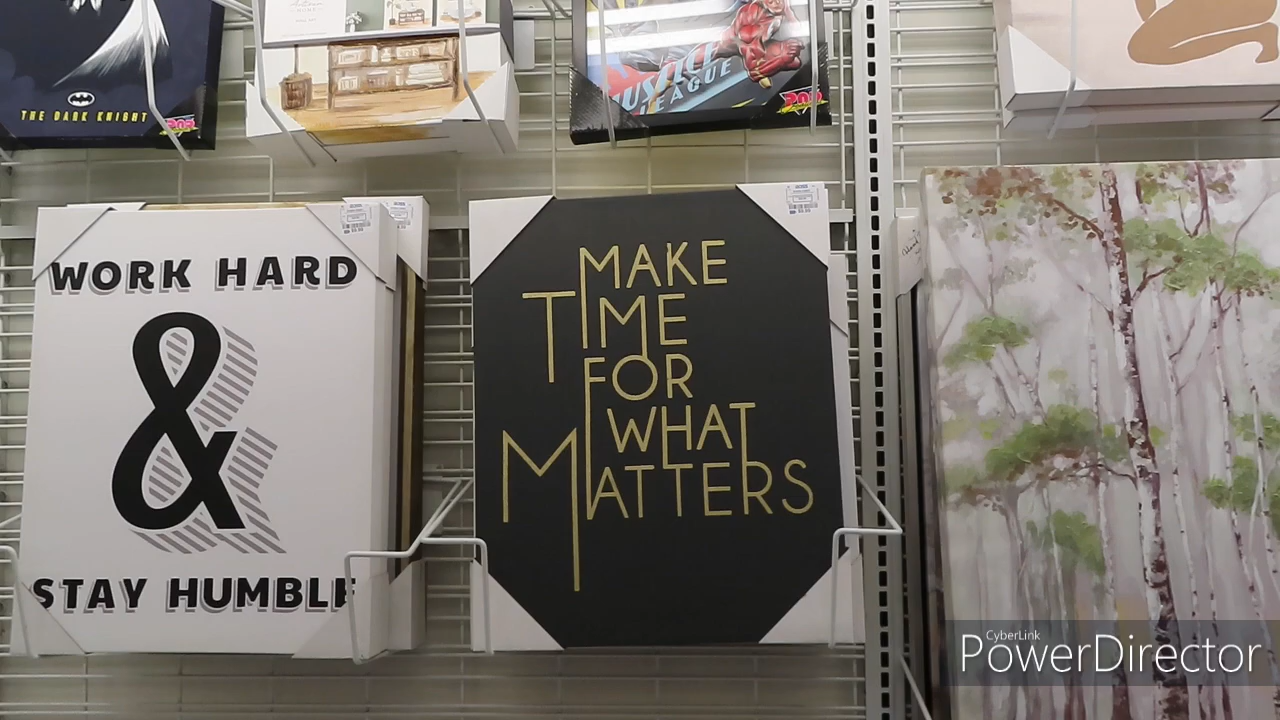 THE DARK KNIGHT
JUSTICE
LEAGUE
WORK HARD
&
STAY HUMBLE
MAKE
TIME
FOR
WHAT
MATTERS
CyberLink
PowerDirector